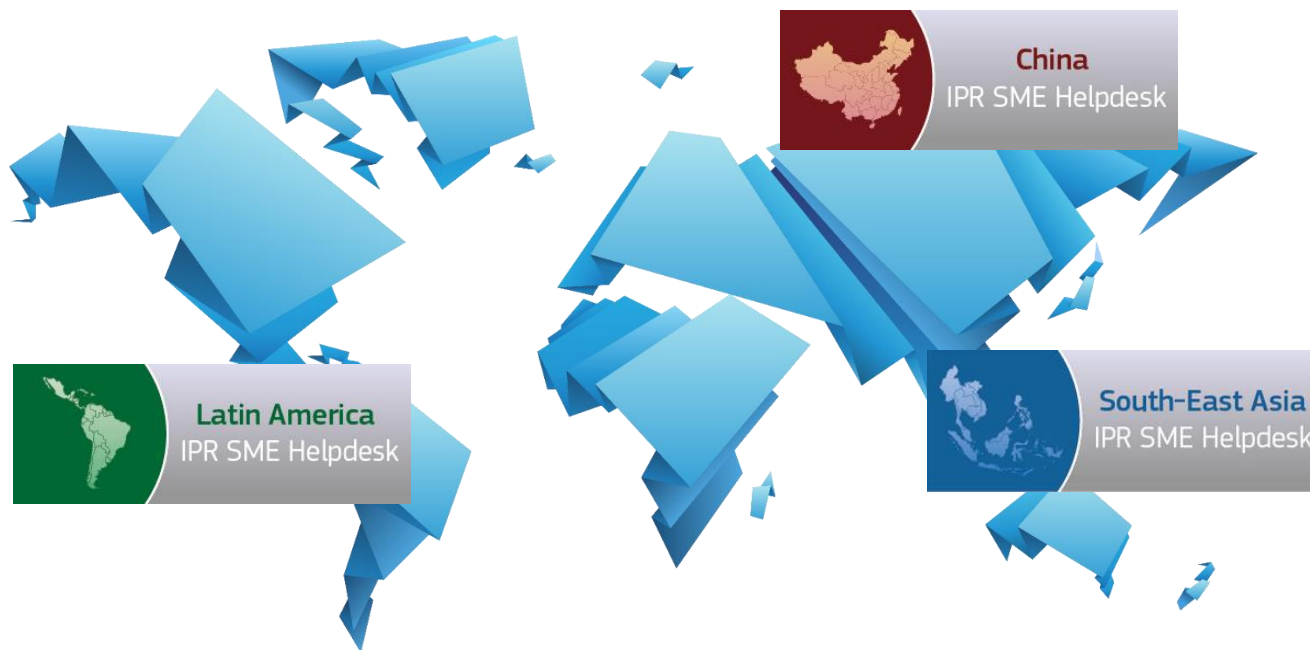 China
IPR SME Helpdesk
Latin America
IPR SME Helpdesk
South-East Asia
IPR SME Helpdesk